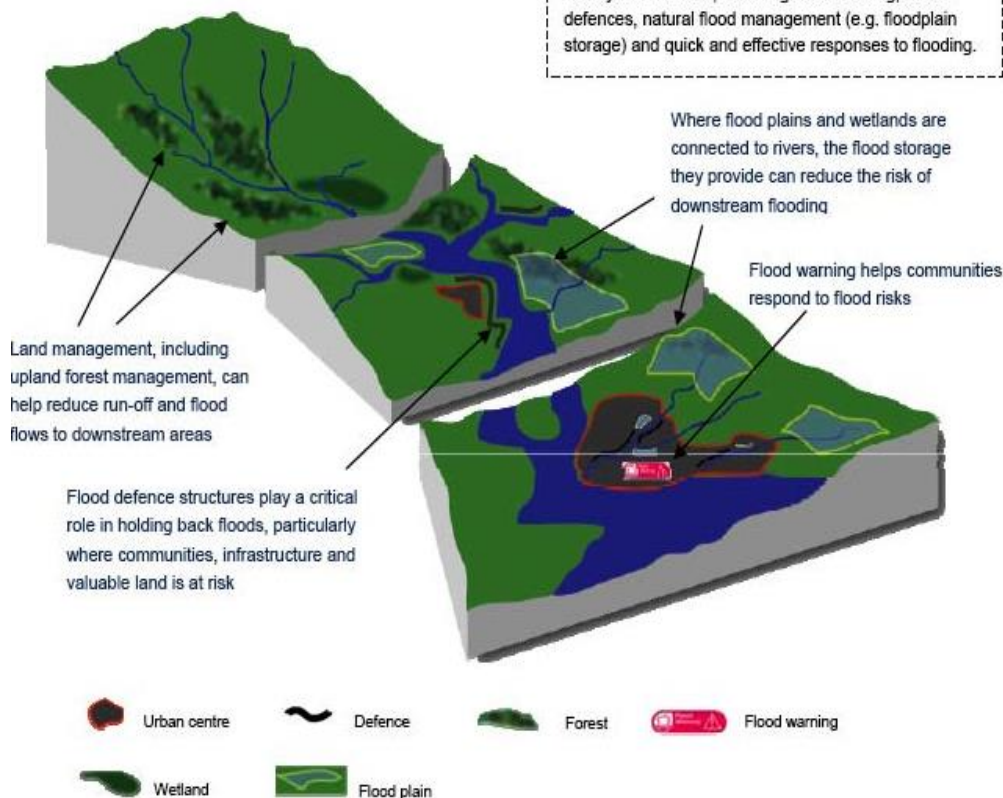 defences, natural flood management (e.g. floodplain
storage) and quick and effective responses to flooding.
Where flood plains and wetlands are
connected to rivers, the flood storage
they provide can reduce the risk of
downstream flooding
Flood warning helps communities
respond to flood risks
Land management, including
upland forest management, can
help reduce run-off and flood
flows to downstream areas
Flood defence structures play a critical
role in holding back floods, particularly
where communities, infrastructure and
valuable land is at risk
Urban centre
Defence
Forest
Flood warning
Wetland
Flood plain